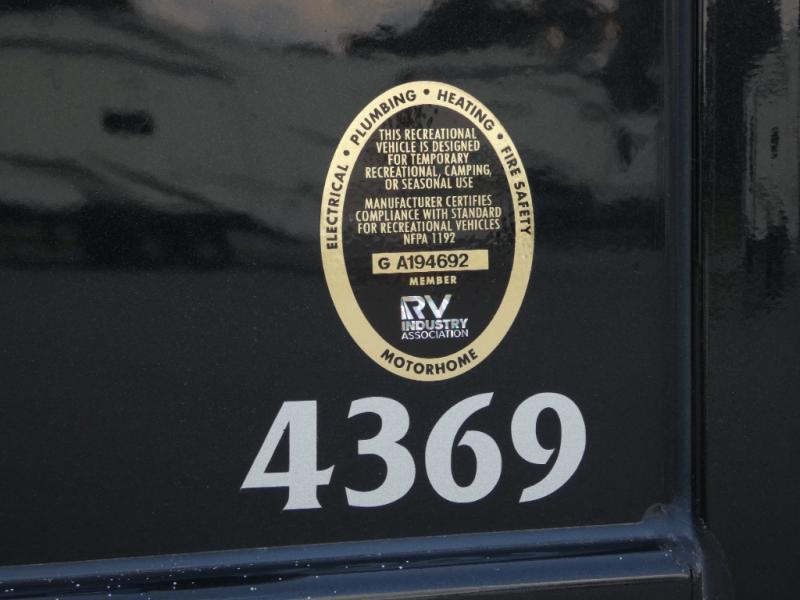 ELECTRICAL • PLUMBING • HEATING • FIRE SAFETY
THIS RECREATIONAL
VEHICLE IS DESIGNED
FOR TEMPORARY
RECREATIONAL, CAMPING,
OR SEASONAL USE
MANUFACTURER CERTIFIES
COMPLIANCE WITH STANDARD
FOR RECREATIONAL VEHICLES
NFPA 1192
G A194692
MEMBER
RV
INDUSTRY
ASSOCIATION
MOTORHOME
4369